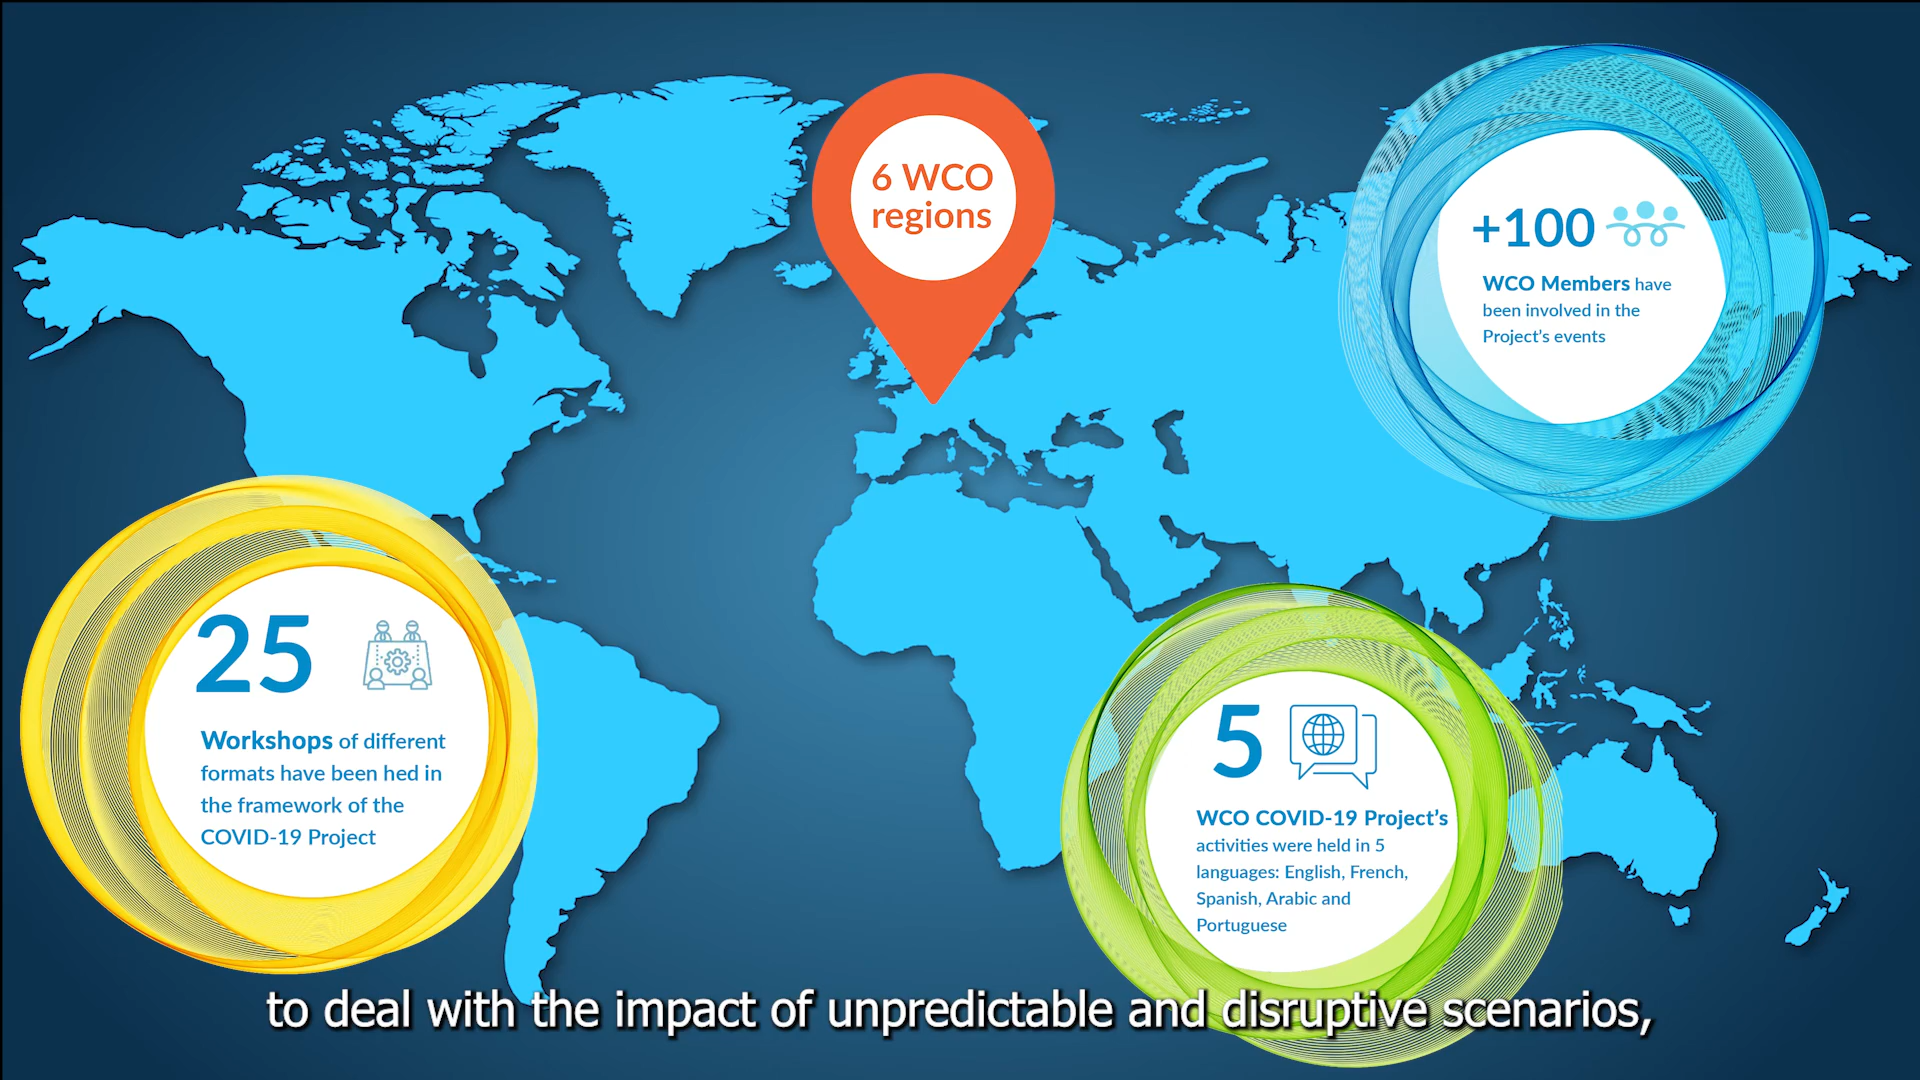 6 WCO
regions
+100
WCO Members have
been involved in the
Project's events
25
Workshops of different
formats have been hed in
the framework of the
COVID-19 Project
5
WCO COVID-19 Project's
activities were held in 5
languages: English, French,
Spanish, Arabic and
Portuguese
to deal with the impact of unpredictable and disruptive scenarios,